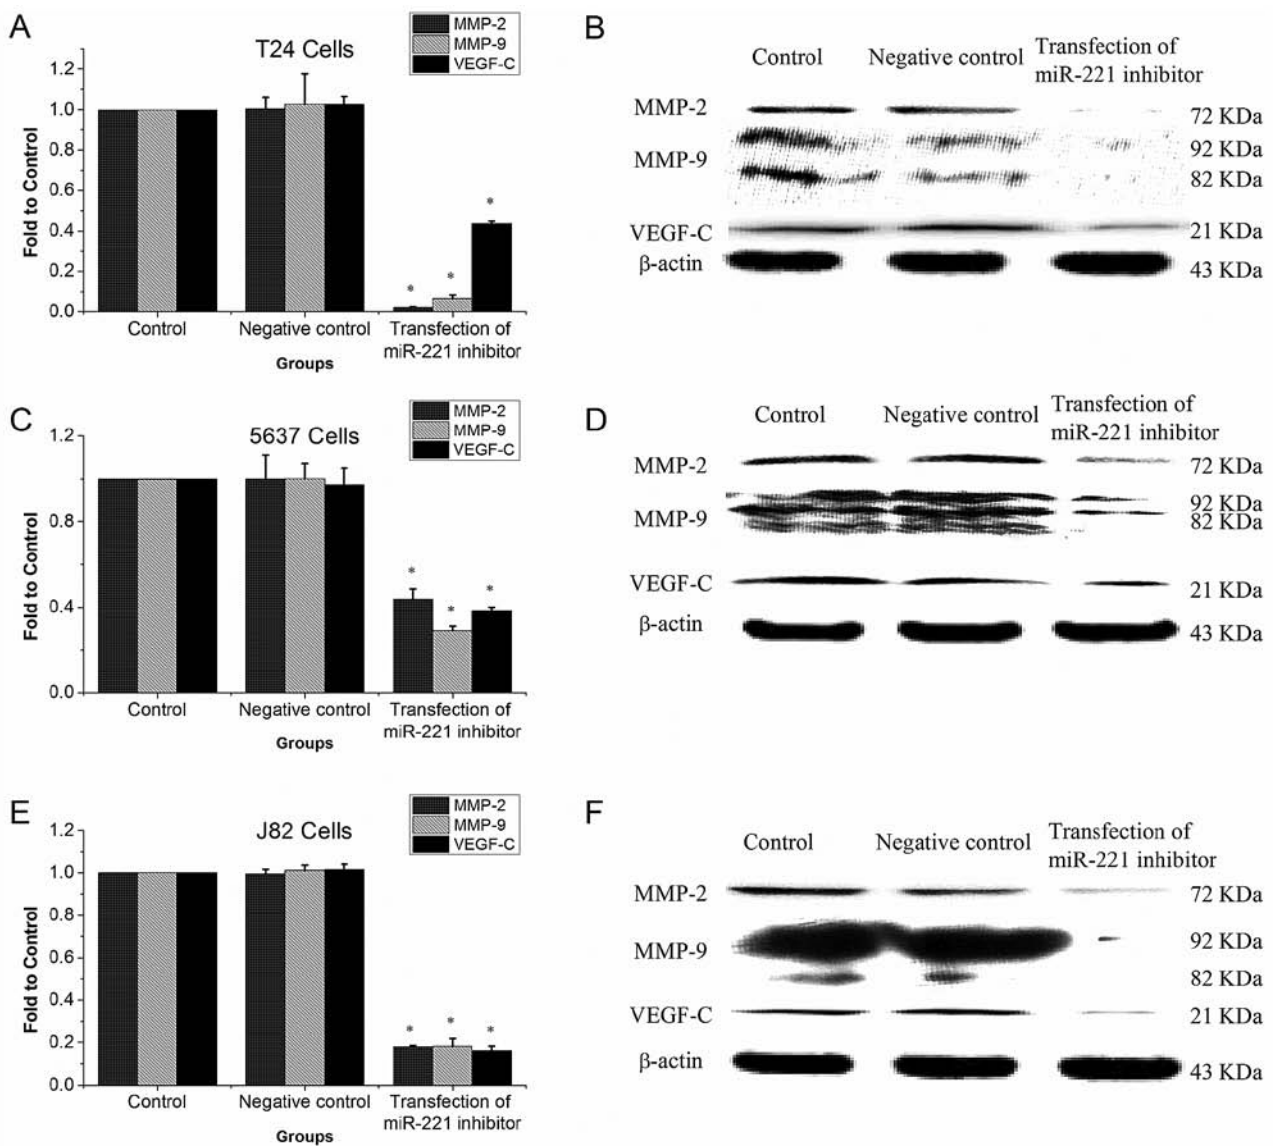 A
T24 Cells
MMP-2
MMP-9
VEGF-C
Fold to Control
1.2
1.0
0.8
0.6
0.4
0.2
0.0
*
*
*
Control
Negative control
Transfection of
miR-221 inhibitor
Groups
B
Control
Negative control
Transfection of
miR-221 inhibitor
MMP-2
72 KDa
MMP-9
92 KDa
82 KDa
VEGF-C
21 KDa
β-actin
43 KDa
C
5637 Cells
MMP-2
MMP-9
VEGF-C
Fold to Control
1.2
0.8
0.4
0.0
*
*
*
Control
Negative control
Transfection of
miR-221 inhibitor
Groups
D
Control
Negative control
Transfection of
miR-221 inhibitor
MMP-2
72 KDa
MMP-9
92 KDa
82 KDa
VEGF-C
21 KDa
β-actin
43 KDa
E
J82 Cells
MMP-2
MMP-9
VEGF-C
Fold to Control
1.2
1.0
0.8
0.6
0.4
0.2
0.0
*
*
*
Control
Negative control
Transfection of
miR-221 inhibitor
Groups
F
Control
Negative control
Transfection of
miR-221 inhibitor
MMP-2
72 KDa
MMP-9
92 KDa
82 KDa
VEGF-C
21 KDa
β-actin
43 KDa